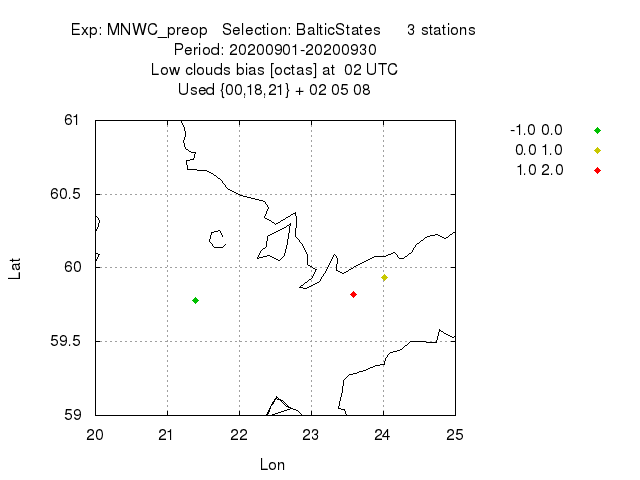 Exp: MNWC_preop   Selection: BalticStates      3 stations
Period: 20200901-20200930
Low clouds bias [octas] at  02 UTC
Used {00,18,21} + 02 05 08
-1.0 0.0
0.0 1.0
1.0 2.0
61
60.5
60
59.5
59
Lat
20 21 22 23 24 25
Lon